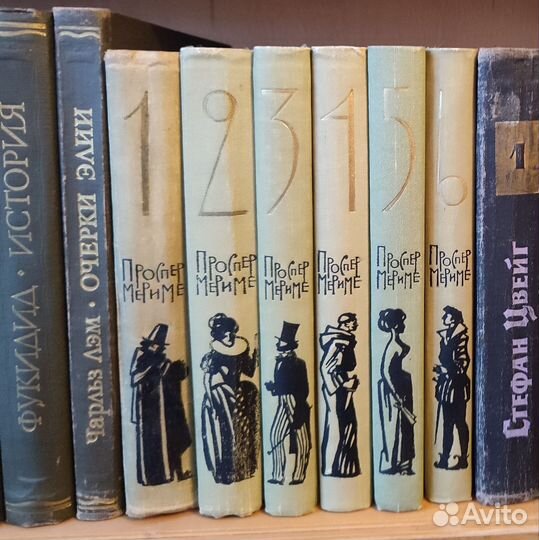 ФУКИДИД · ИСТОРИЯ
Чарльз Лэм · ОЧЕРКИ ЭЛИИ
1
ПРОСПЕР
МЕРИМЕ
2
ПРОСПЕР
МЕРИМЕ
3
ПРОСПЕР
МЕРИМЕ
4
ПРОСПЕР
МЕРИМЕ
5
ПРОСПЕР
МЕРИМЕ
6
ПРОСПЕР
МЕРИМЕ
1
СТЕФАН ЦВЕЙГ
Avito